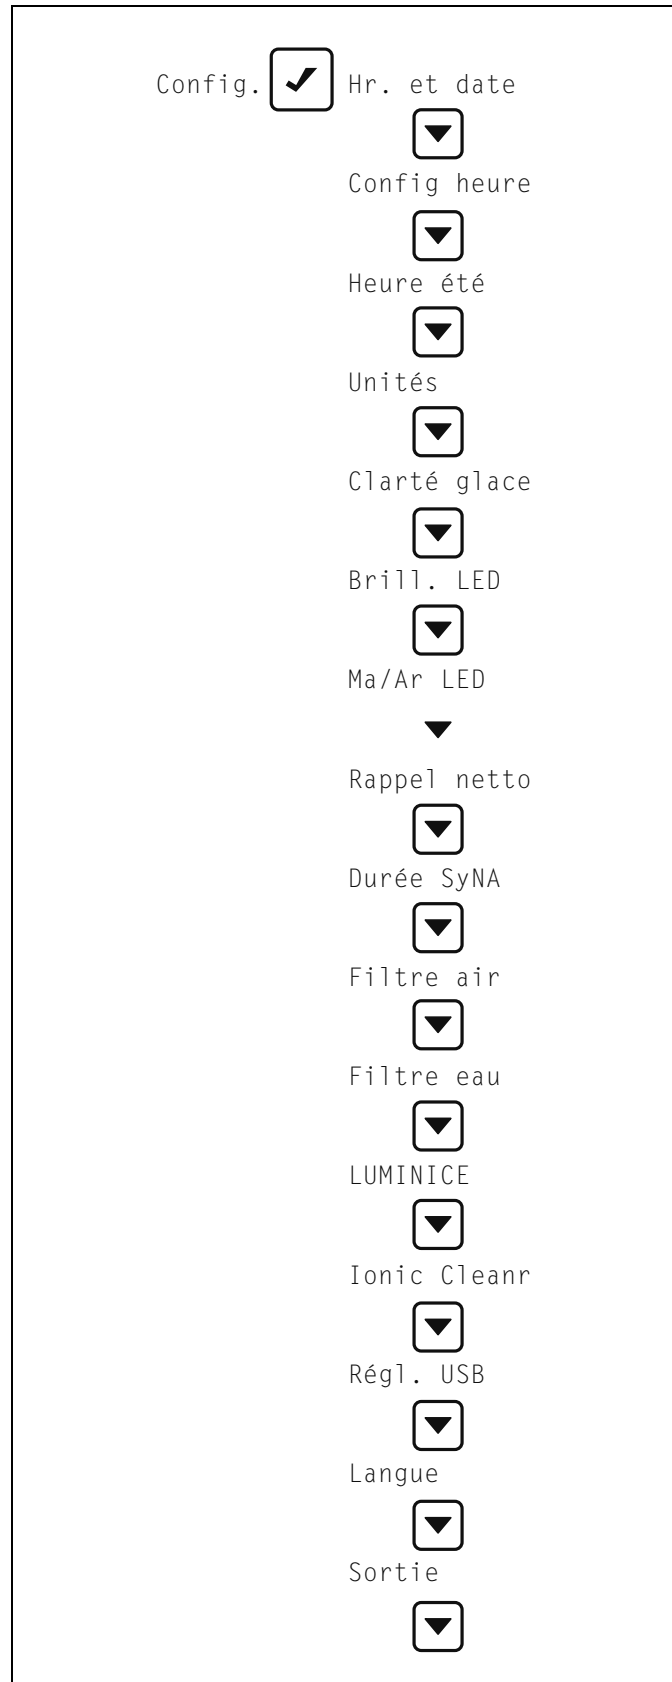 Config. Hr. et date
Config heure
Heure été
Unités
Clarté glace
Brill. LED
Ma/Ar LED
Rappel netto
Durée SyNA
Filtre air
Filtre eau
LUMINICE
Ionic Cleanr
Régl. USB
Langue
Sortie